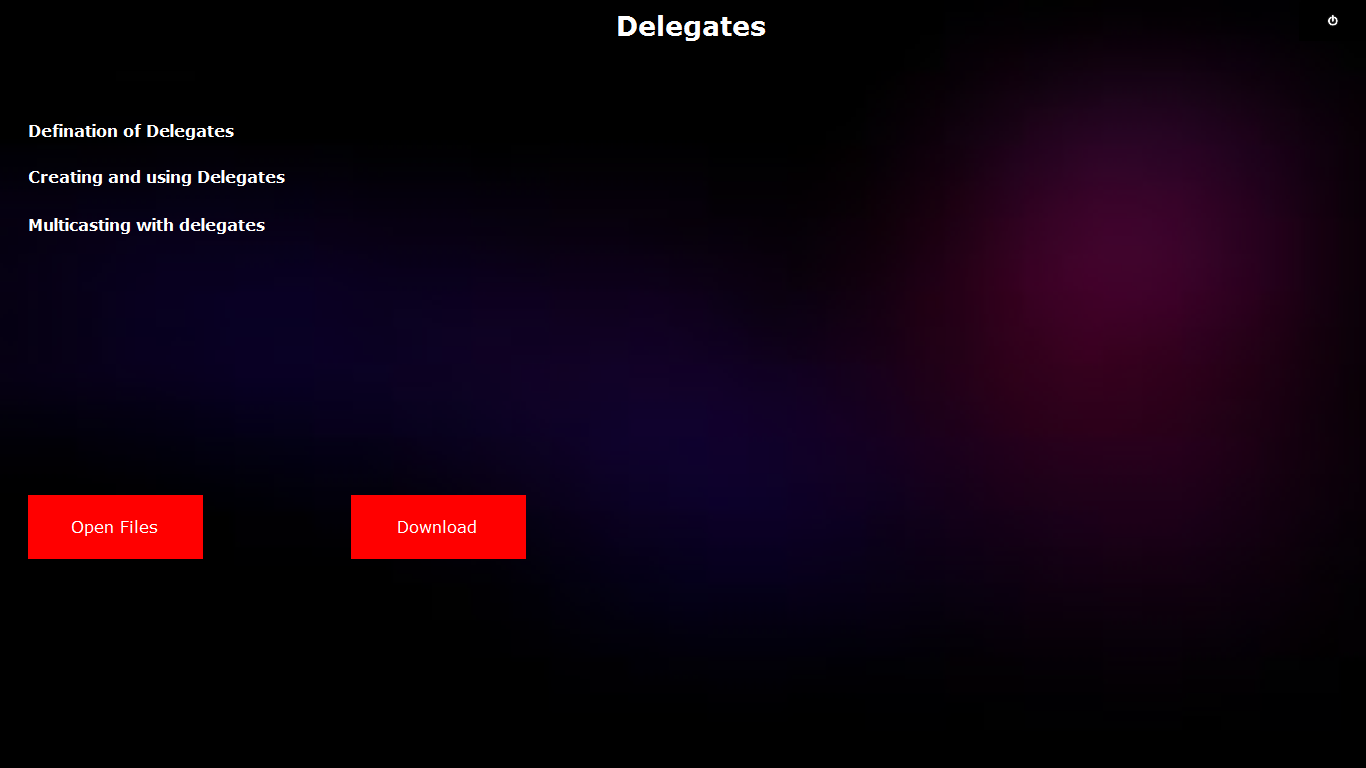 Delegates
Defination of Delegates
Creating and using Delegates
Multicasting with delegates
Open Files
Download